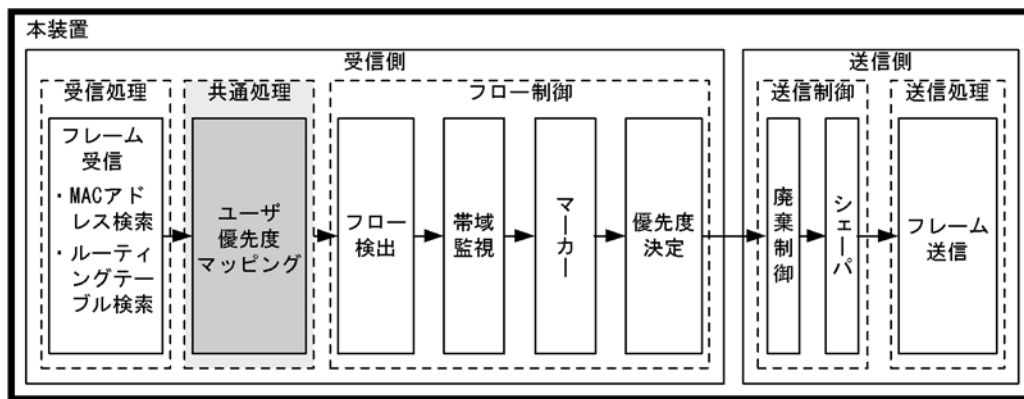 本装置
受信側
送信側
受信処理
共通処理
フロー制御
送信制御
送信処理
フレーム
受信
・MACアド
レス検索
・ルーティ
ングテー
ブル検索
ユーザ
優先度
マッピング
フロー
検出
帯域
監視
マーカー
優先度
決定
廃棄制御
シェーパ
フレーム
送信